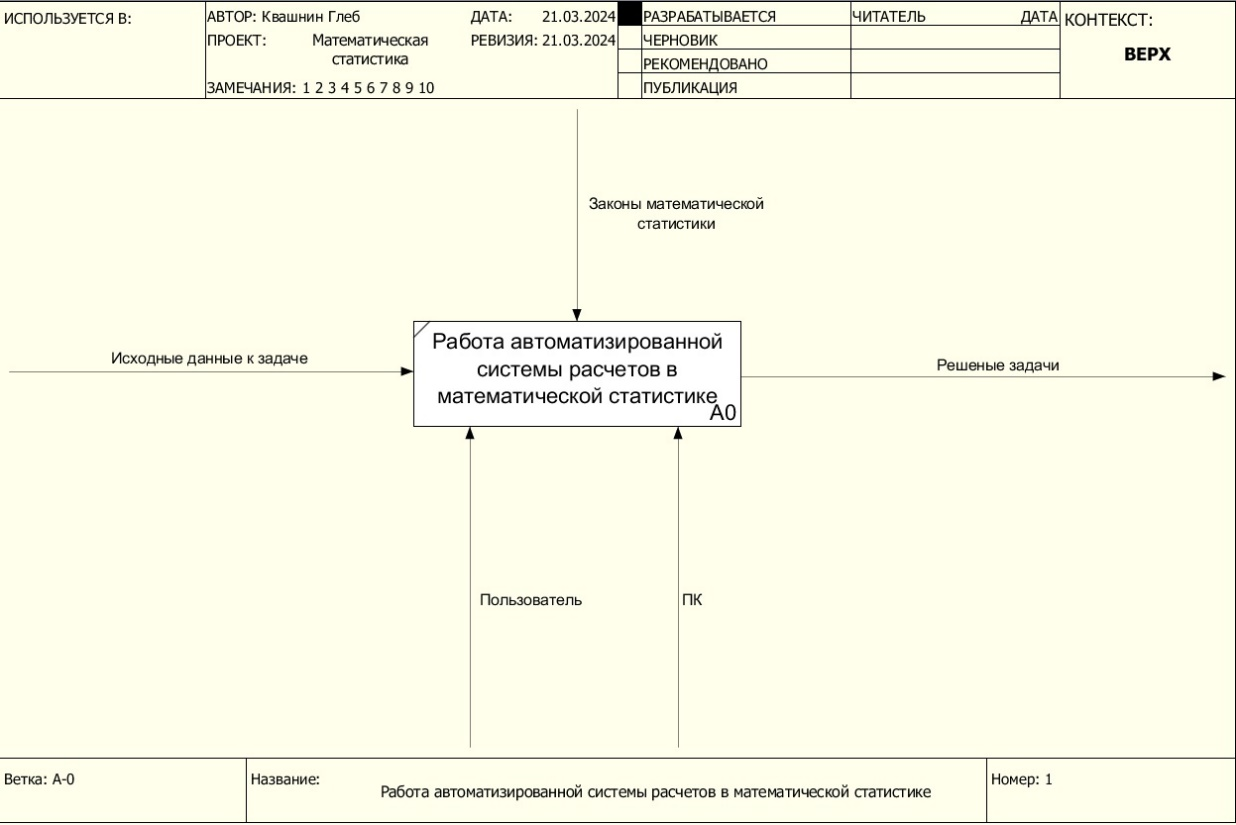 ИСПОЛЬЗУЕТСЯ В:
АВТОР: Квашнин Глеб
ДАТА: 21.03.2024
ПРОЕКТ: Математическая
статистика
РЕВИЗИЯ: 21.03.2024
ЗАМЕЧАНИЯ: 1 2 3 4 5 6 7 8 9 10
РАЗРАБАТЫВАЕТСЯ
ЧЕРНОВИК
РЕКОМЕНДОВАНО
ПУБЛИКАЦИЯ
ЧИТАТЕЛЬ ДАТА
КОНТЕКСТ:
ВЕРХ
Законы математической
статистики
Исходные данные к задаче
Работа автоматизированной
системы расчетов в
математической статистике
A0
Решеные задачи
Пользователь
ПК
Ветка: A-0
Название:
Работа автоматизированной системы расчетов в математической статистике
Номер: 1